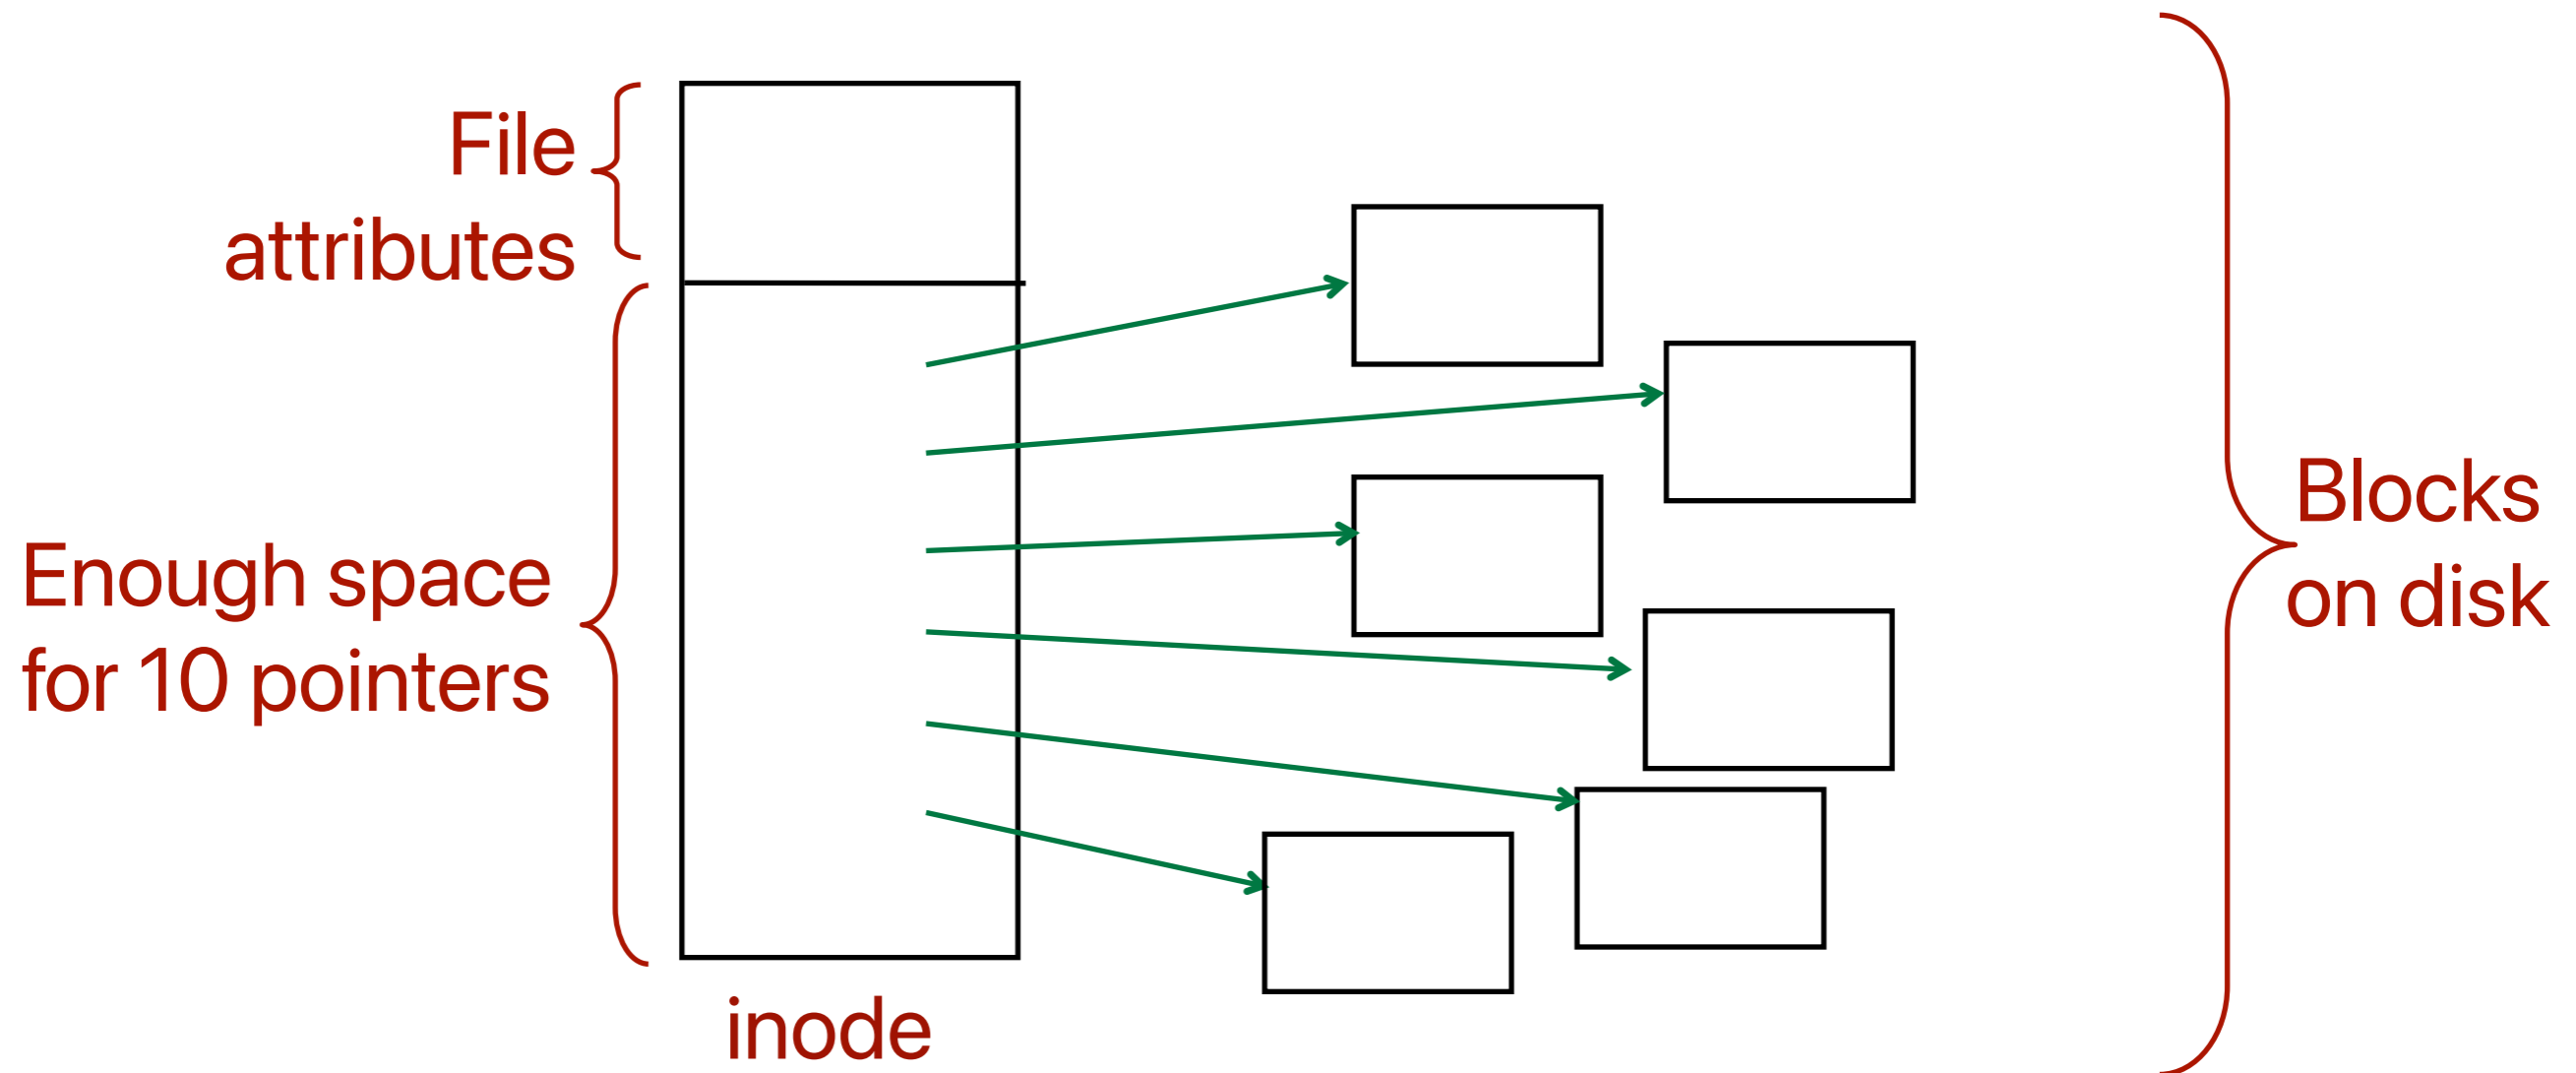 File
attributes
Enough space
for 10 pointers
inode
Blocks
on disk